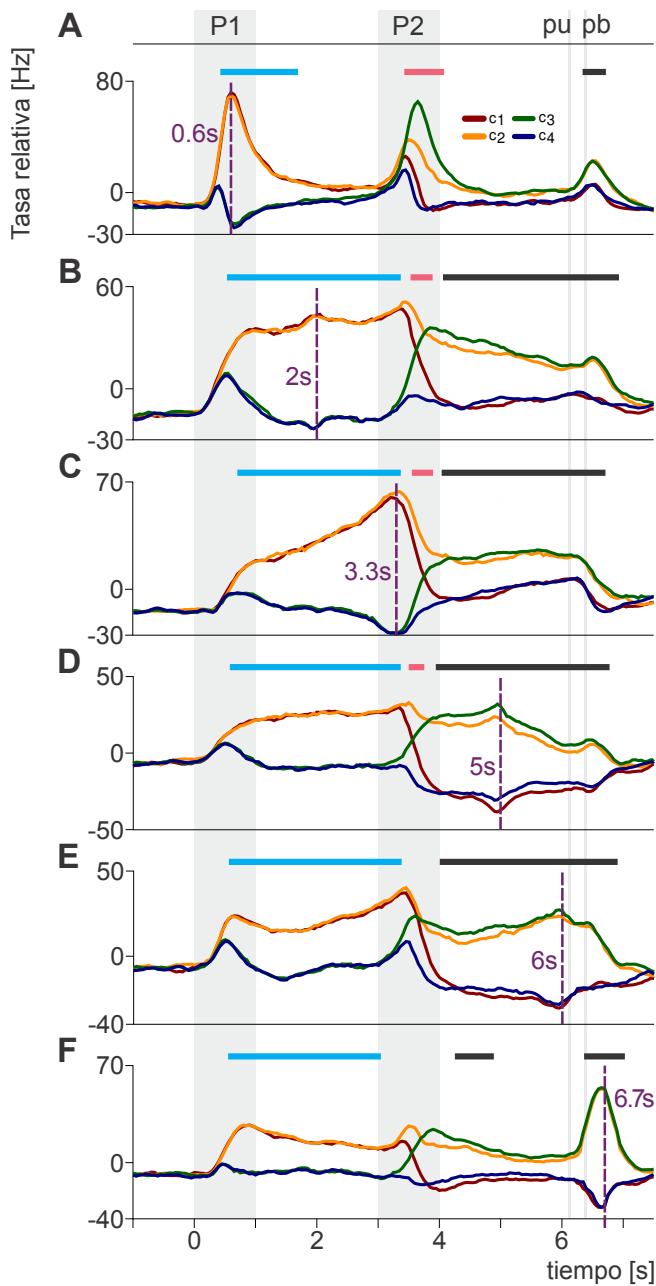 A P1 P2 pu pb
Tasa relativa [Hz]
80
0
-30
0.6s
c1 c3
c2 c4
B
60
0
-30
2s
C
70
0
-30
3.3s
D
50
0
-50
5s
E
50
0
-40
6s
F
70
0
-40
6.7s
0 2 4 6
tiempo [s]